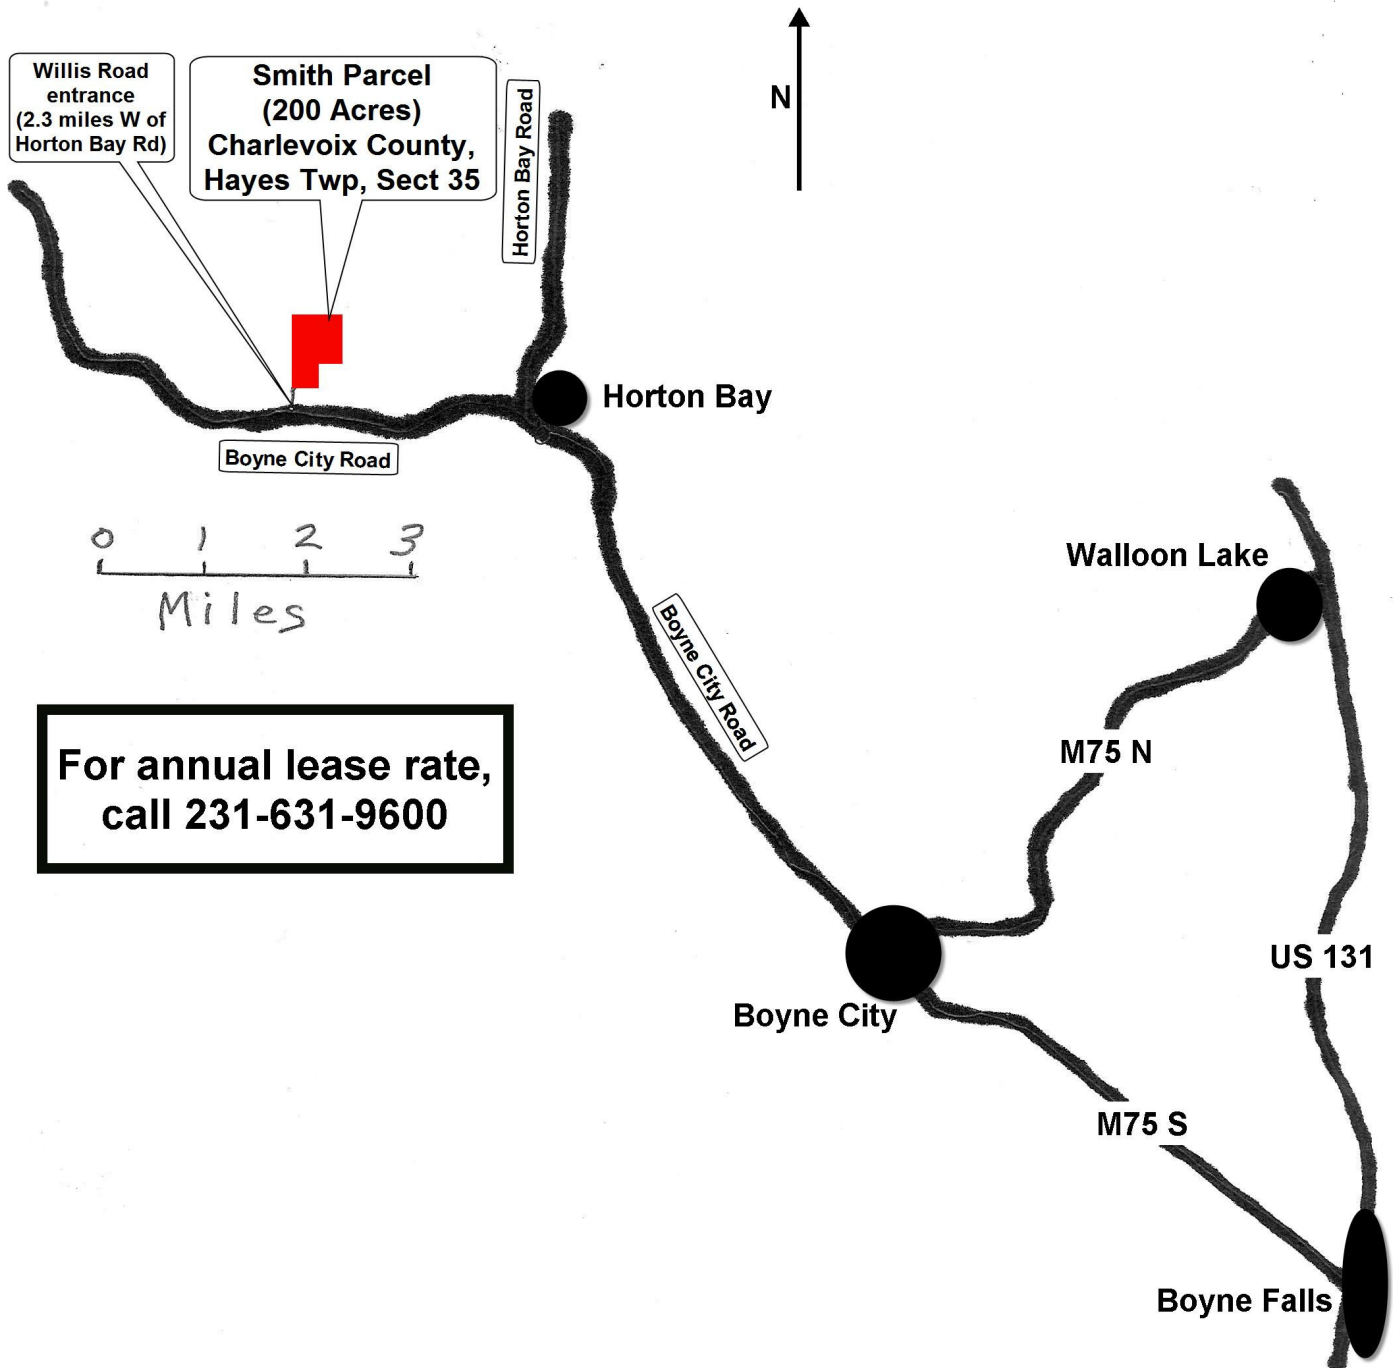 Willis Road
entrance
(2.3 miles W of
Horton Bay Rd)
Smith Parcel
(200 Acres)
Charlevoix County,
Hayes Twp, Sect 35
Horton Bay Road
N
Horton Bay
Boyne City Road
0 1 2 3
Miles
Walloon Lake
Boyne City Road
M75 N
For annual lease rate,
call 231-631-9600
US 131
Boyne City
M75 S
Boyne Falls